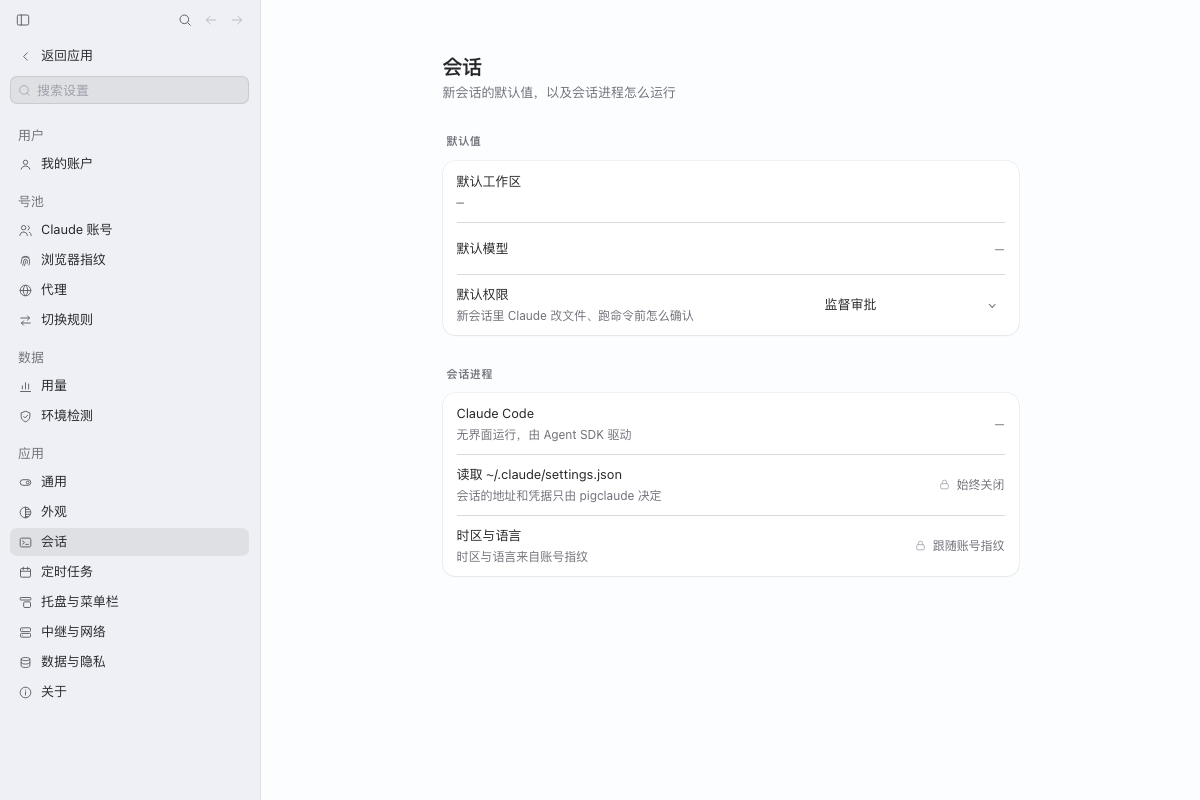 返回应用
搜索设置
用户
我的账户
号池
Claude 账号
浏览器指纹
代理
切换规则
数据
用量
环境检测
应用
通用
外观
会话
定时任务
托盘与菜单栏
中继与网络
数据与隐私
关于
会话
新会话的默认值，以及会话进程怎么运行
默认值
默认工作区
—
默认模型
—
默认权限
新会话里 Claude 改文件、跑命令前怎么确认
监督审批
会话进程
Claude Code
无界面运行，由 Agent SDK 驱动
—
读取 ~/.claude/settings.json
会话的地址和凭据只由 pigclaude 决定
始终关闭
时区与语言
时区与语言来自账号指纹
跟随账号指纹